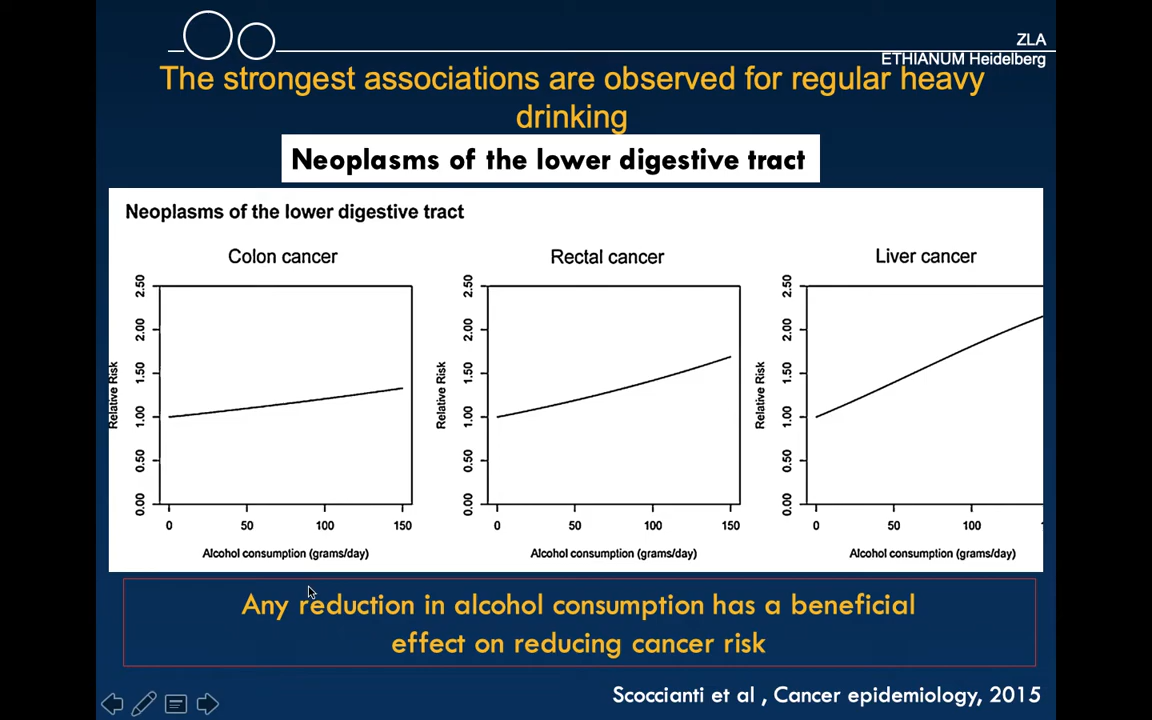 ZLA
ETHIANUM Heidelberg
The strongest associations are observed for regular heavy
drinking
Neoplasms of the lower digestive tract
Neoplasms of the lower digestive tract
Colon cancer
Rectal cancer
Liver cancer
2.50
2.00
1.50
1.00
0.50
0.00
Relative Risk
0 50 100 150
Alcohol consumption (grams/day)
2.50
2.00
1.50
1.00
0.50
0.00
Relative Risk
0 50 100 150
Alcohol consumption (grams/day)
2.50
2.00
1.50
1.00
0.50
0.00
Relative Risk
0 50 100
Alcohol consumption (grams/day)
Any reduction in alcohol consumption has a beneficial
effect on reducing cancer risk
Scoccianti et al , Cancer epidemiology, 2015